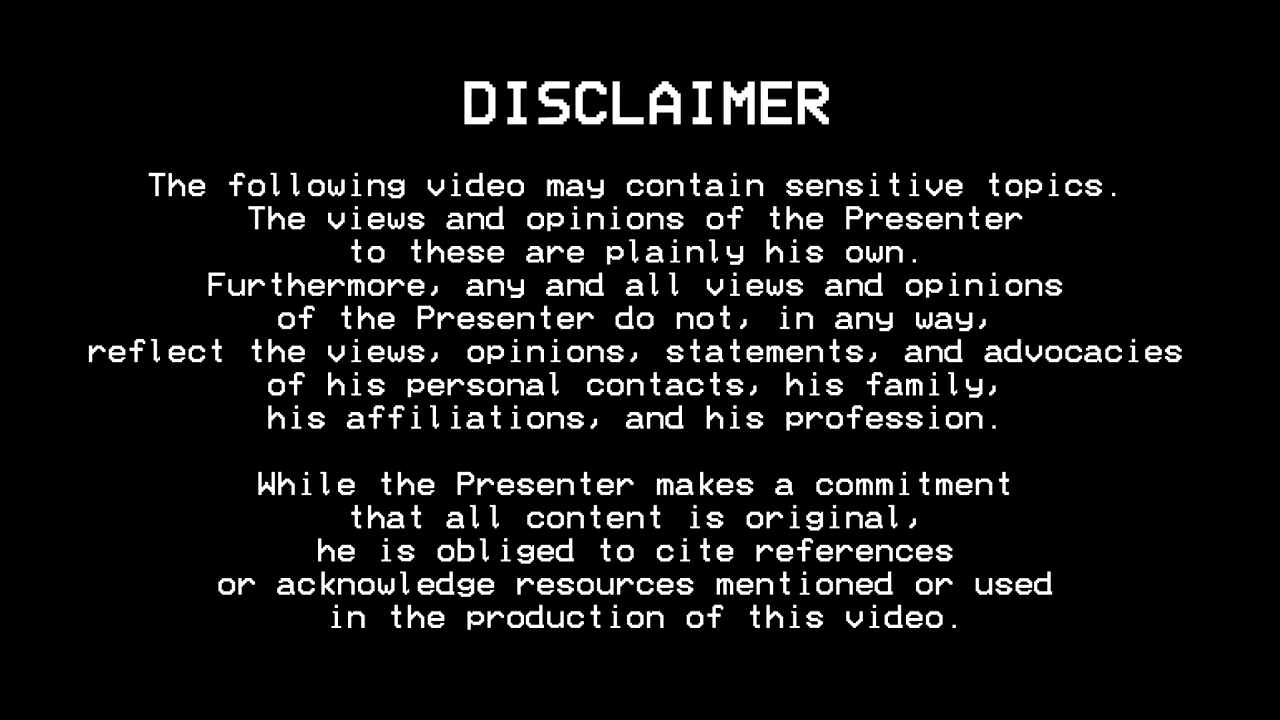 DISCLAIMER
The following video may contain sensitive topics.
The views and opinions of the Presenter
to these are plainly his own.
Furthermore, any and all views and opinions
of the Presenter do not, in any way,
reflect the views, opinions, statements, and advocacies
of his personal contacts, his family,
his affiliations, and his profession.
While the Presenter makes a commitment
that all content is original,
he is obliged to cite references
or acknowledge resources mentioned or used
in the production of this video.